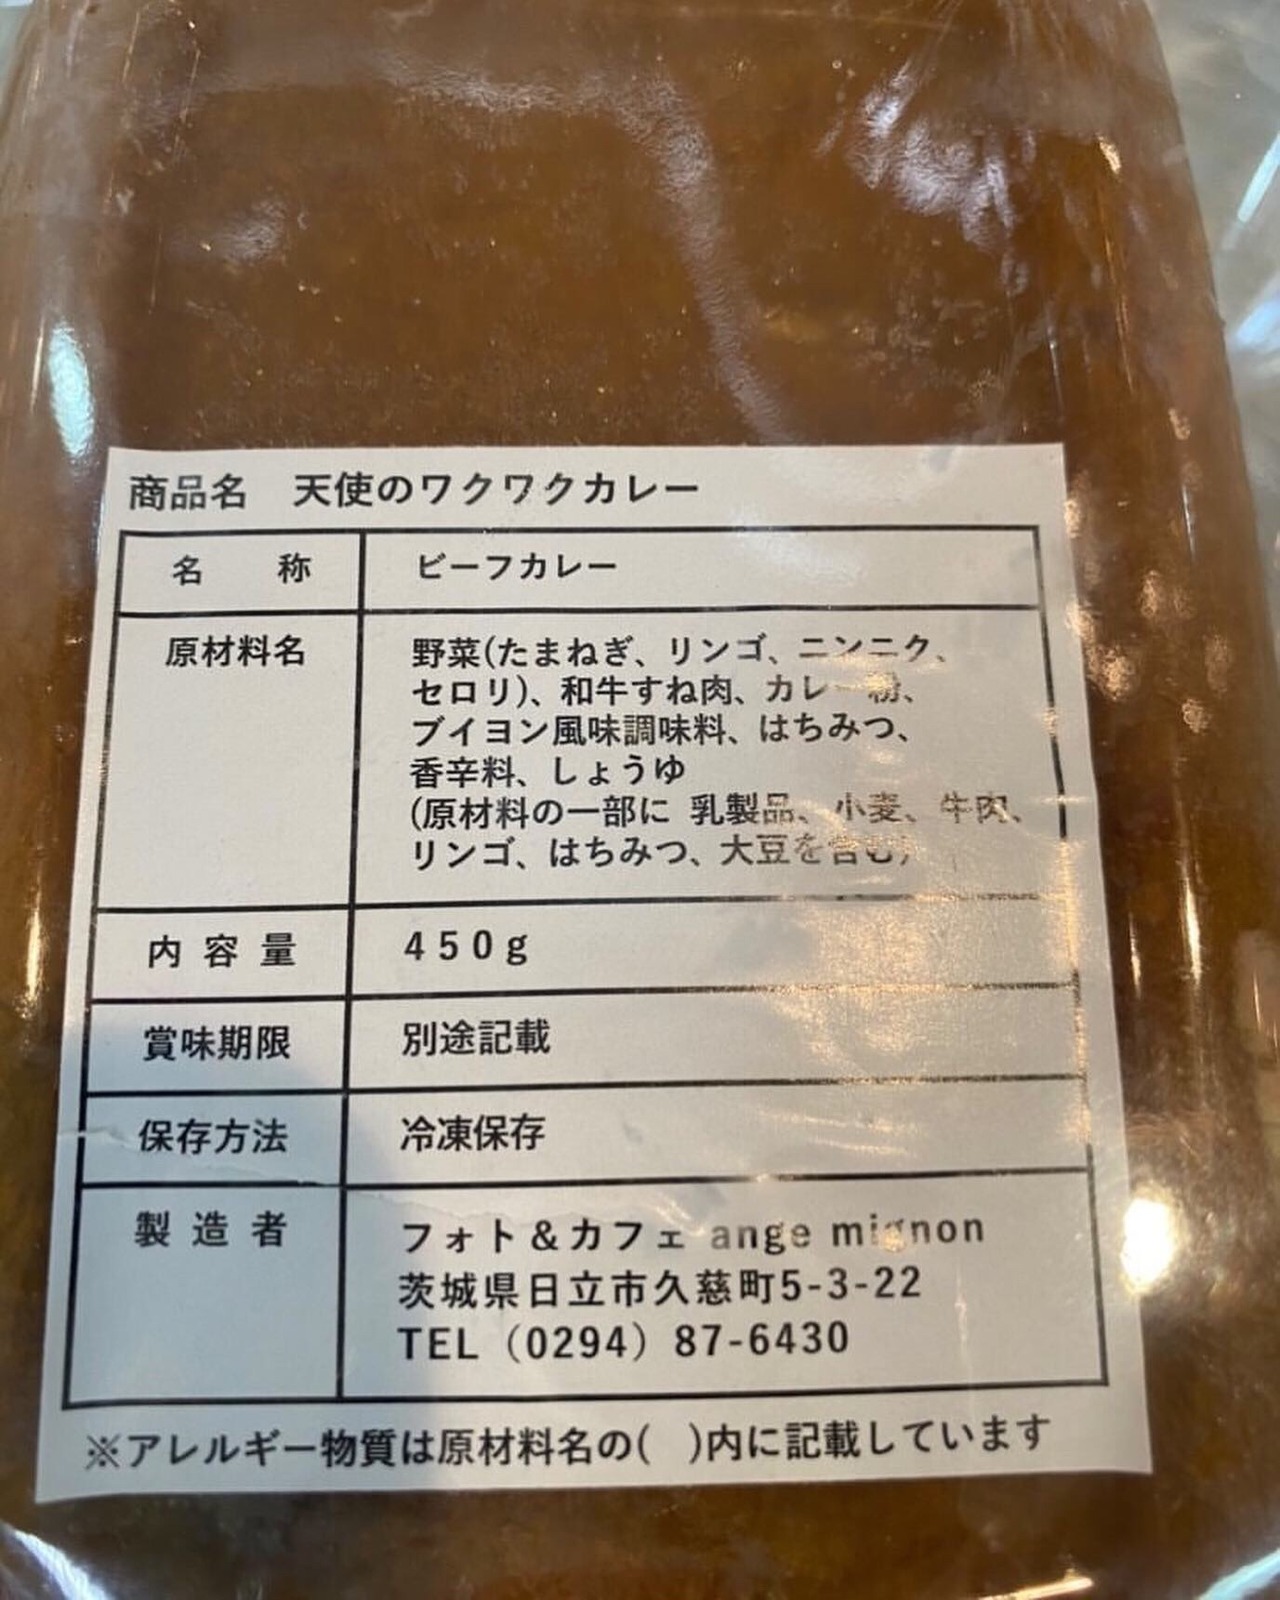 商品名　天使のワクワクカレー
名　称　ビーフカレー
原材料名　野菜(たまねぎ、リンゴ、ニンニク、
セロリ)、和牛すね肉、カレー粉、
ブイヨン風味調味料、はちみつ、
香辛料、しょうゆ
(原材料の一部に 乳製品、小麦、牛肉、
リンゴ、はちみつ、大豆を含む)
内容量　450g
賞味期限　別途記載
保存方法　冷凍保存
製造者　フォト＆カフェ ange mignon
茨城県日立市久慈町5-3-22
TEL（0294）87-6430
※アレルギー物質は原材料名の(　)内に記載しています